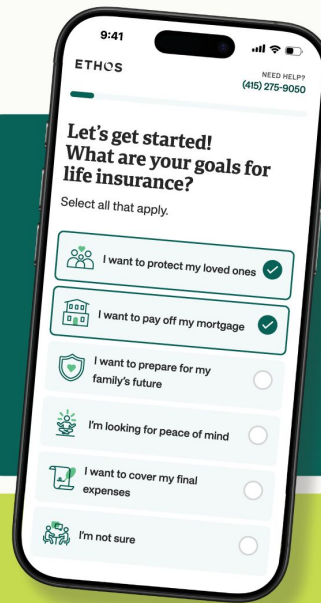 9:41
ETHOS
NEED HELP?
(415) 275-9050
Let's get started!
What are your goals for
life insurance?
Select all that apply.
I want to protect my loved ones
I want to pay off my mortgage
I want to prepare for my
family's future
I'm looking for peace of mind
I want to cover my final
expenses
I'm not sure